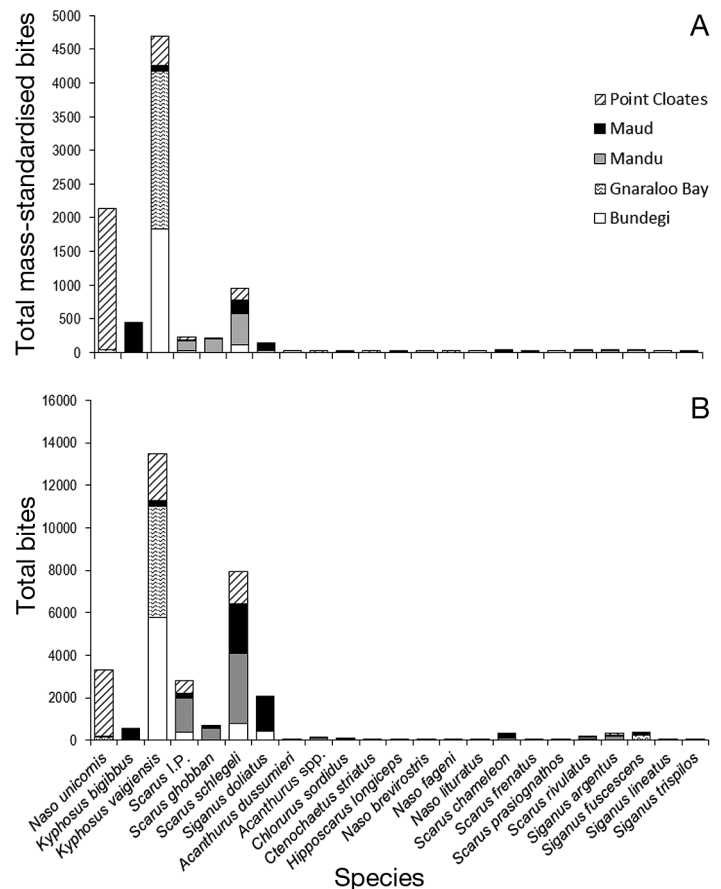 A
Total mass-standardised bites
5000
4500
4000
3500
3000
2500
2000
1500
1000
500
0
Point Cloates
Maud
Mandu
Gnaraloo Bay
Bundegi
B
Total bites
16000
14000
12000
10000
8000
6000
4000
2000
0
Naso unicornis
Kyphosus bigibbus
Kyphosus vaigiensis
Scarus I.P.
Scarus ghobban
Scarus schlegeli
Siganus doliatus
Acanthurus dussumieri
Acanthurus spp.
Chlorurus sordidus
Ctenochaetus striatus
Hipposcarus longiceps
Naso brevirostris
Naso fageni
Naso lituratus
Scarus chameleon
Scarus frenatus
Scarus prasiognathos
Scarus rivulatus
Siganus argentus
Siganus fuscescens
Siganus lineatus
Siganus trispilos
Species